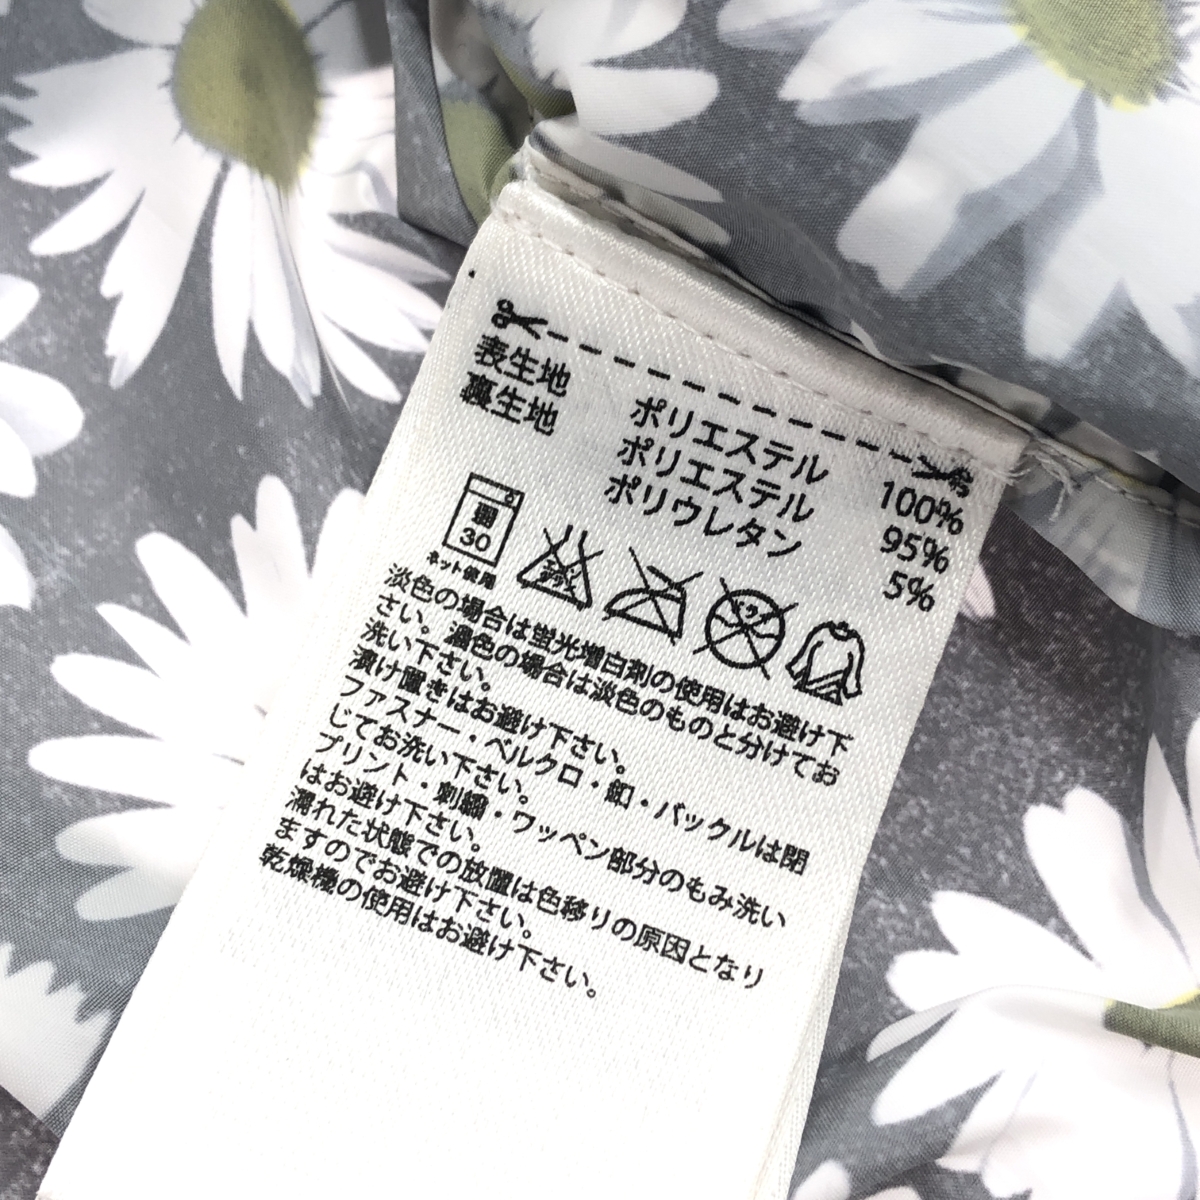 表生地 ポリエステル 100%
裏生地 ポリエステル 95%
ポリウレタン 5%
弱
30
ネット使用
エンソ
サラシ
ドライ
淡色の場合は蛍光増白剤の使用はお避け下
さい。濃色の場合は淡色のものと分けてお
洗い下さい。
漬け置きはお避け下さい。
ファスナー・ベルクロ・釦・バックルは閉
じてお洗い下さい。
プリント・刺繍・ワッペン部分のもみ洗い
はお避け下さい。
濡れた状態での放置は色移りの原因となり
ますのでお避け下さい。
乾燥機の使用はお避け下さい。